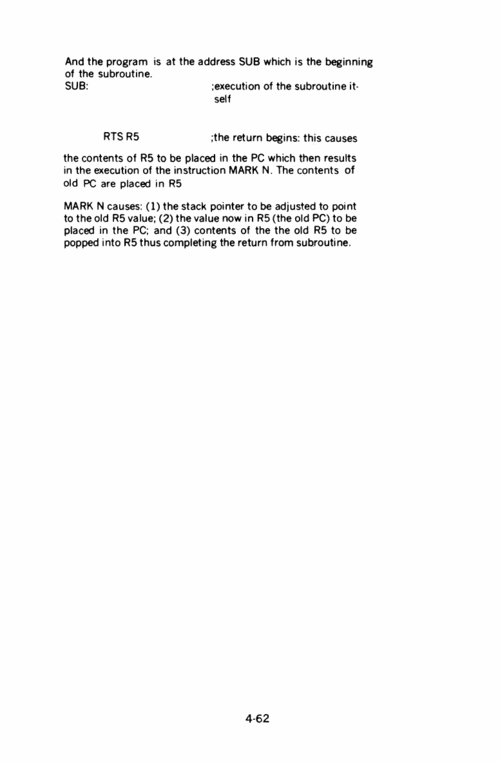 And the program is at the address SUB which is the beginning
of the subroutine.
SUB: ;execution of the subroutine it-
self
RTS R5 ;the return begins: this causes
the contents of R5 to be placed in the PC which then results
in the execution of the instruction MARK N. The contents of
old PC are placed in R5
MARK N causes: (1) the stack pointer to be adjusted to point
to the old R5 value; (2) the value now in R5 (the old PC) to be
placed in the PC; and (3) contents of the the old R5 to be
popped into R5 thus completing the return from subroutine.
4-62